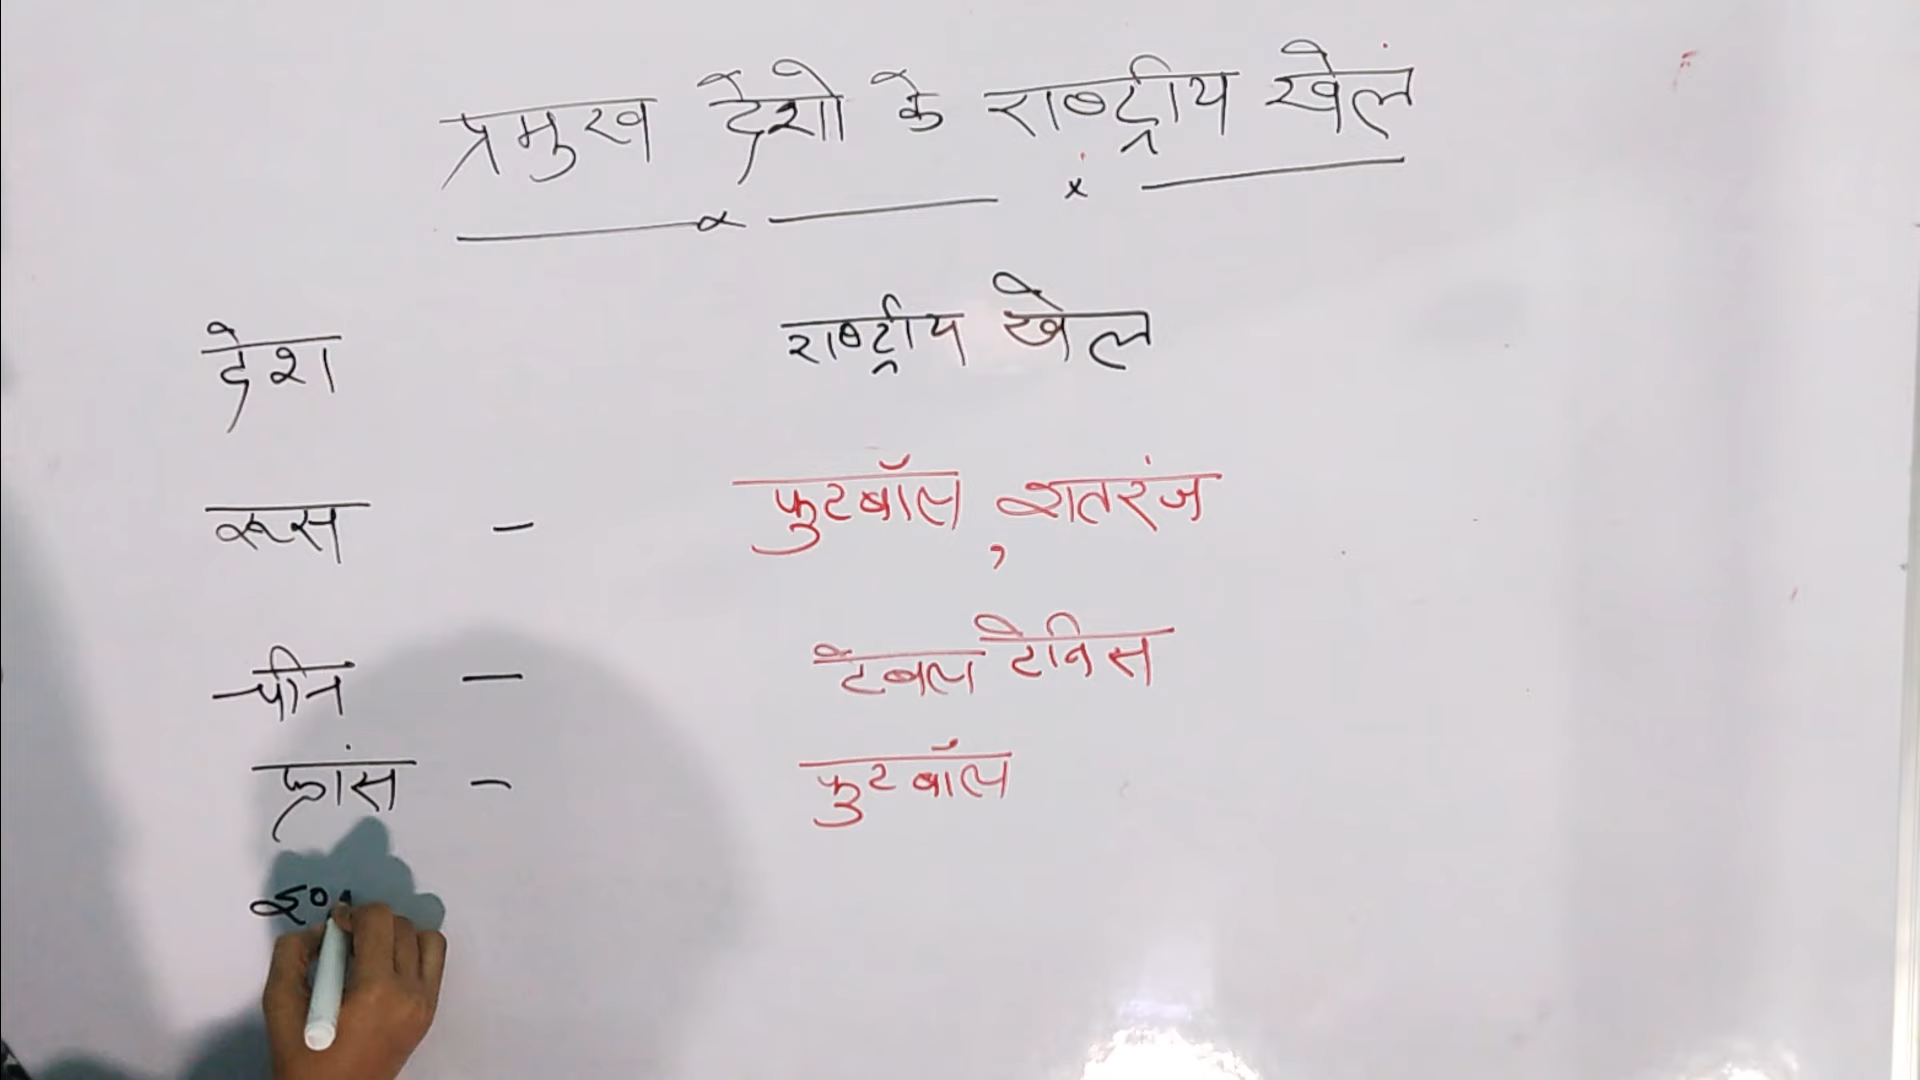 प्रमुख देशो के राष्ट्रीय खेल
देश राष्ट्रीय खेल
रूस - फुटबॉल, शतरंज
चीन - टेबल टेनिस
फ्रांस - फुटबॉल